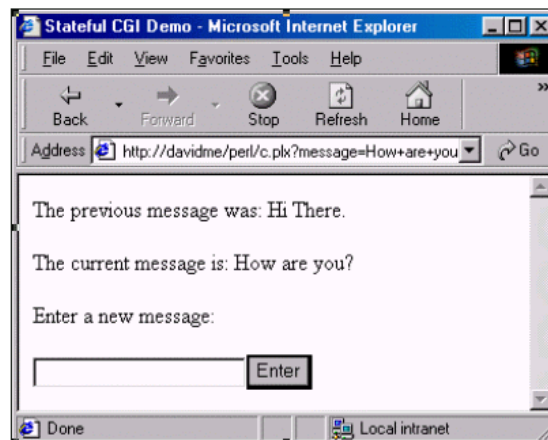 Stateful CGI Demo - Microsoft Internet Explorer
File Edit View Favorites Tools Help
Back Forward Stop Refresh Home »
Address http://davidme/perl/c.plx?message=How+are+you Go
The previous message was: Hi There.
The current message is: How are you?
Enter a new message:
Enter
Done Local intranet